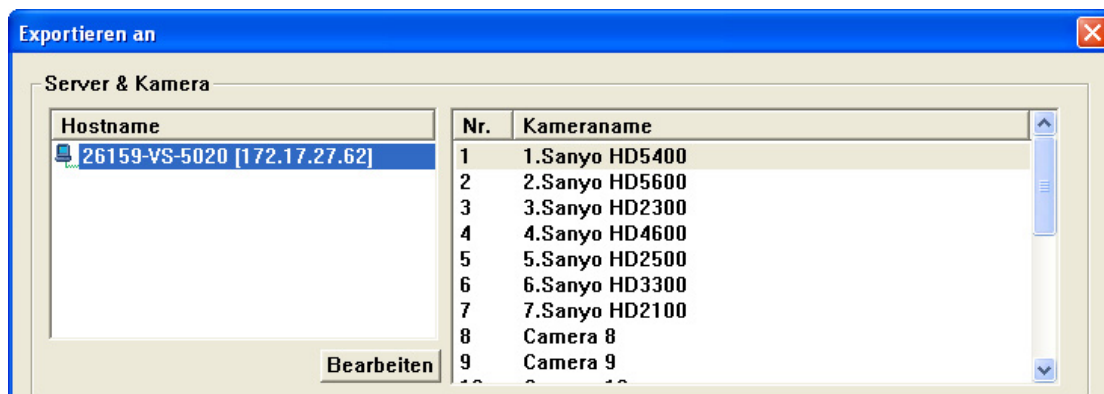 Exportieren an
Server & Kamera
Hostname
26159-VS-5020 [172.17.27.62]
Bearbeiten
Nr. Kameraname
1 1.Sanyo HD5400
2 2.Sanyo HD5600
3 3.Sanyo HD2300
4 4.Sanyo HD4600
5 5.Sanyo HD2500
6 6.Sanyo HD3300
7 7.Sanyo HD2100
8 Camera 8
9 Camera 9